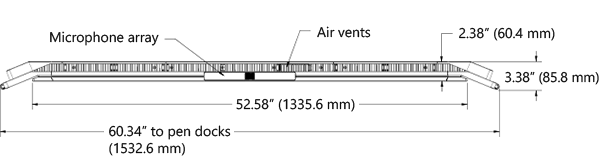 Microphone array
Air vents
2.38” (60.4 mm)
3.38” (85.8 mm)
52.58” (1335.6 mm)
60.34” to pen docks
(1532.6 mm)